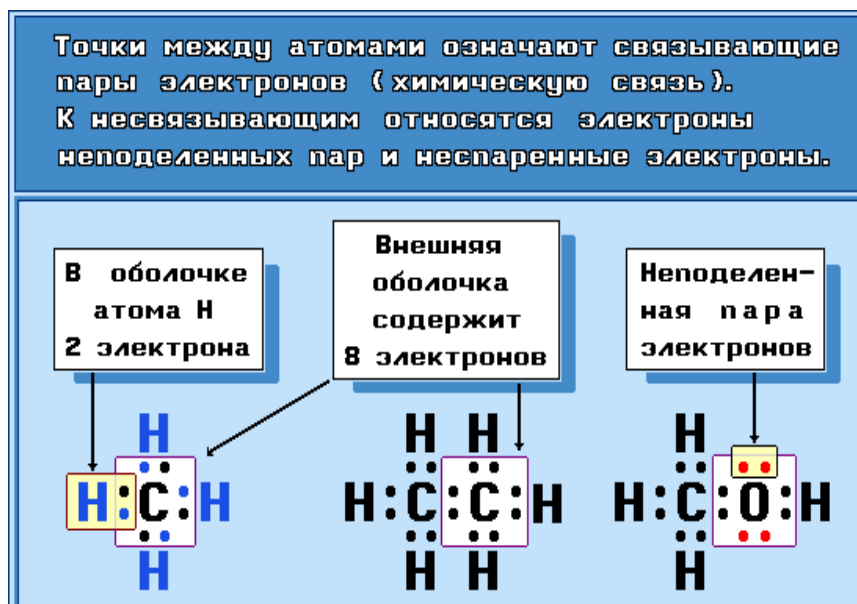 Точки между атомами означают связывающие
пары электронов (химическую связь).
К несвязывающим относятся электроны
неподеленных пар и неспаренные электроны.
В оболочке
атома Н
2 электрона
Внешняя
оболочка
содержит
8 электронов
Неподелен-
ная пара
электронов
H
H:C:H
H
H H
H:C:C:H
H H
H
H:C:O:H
H